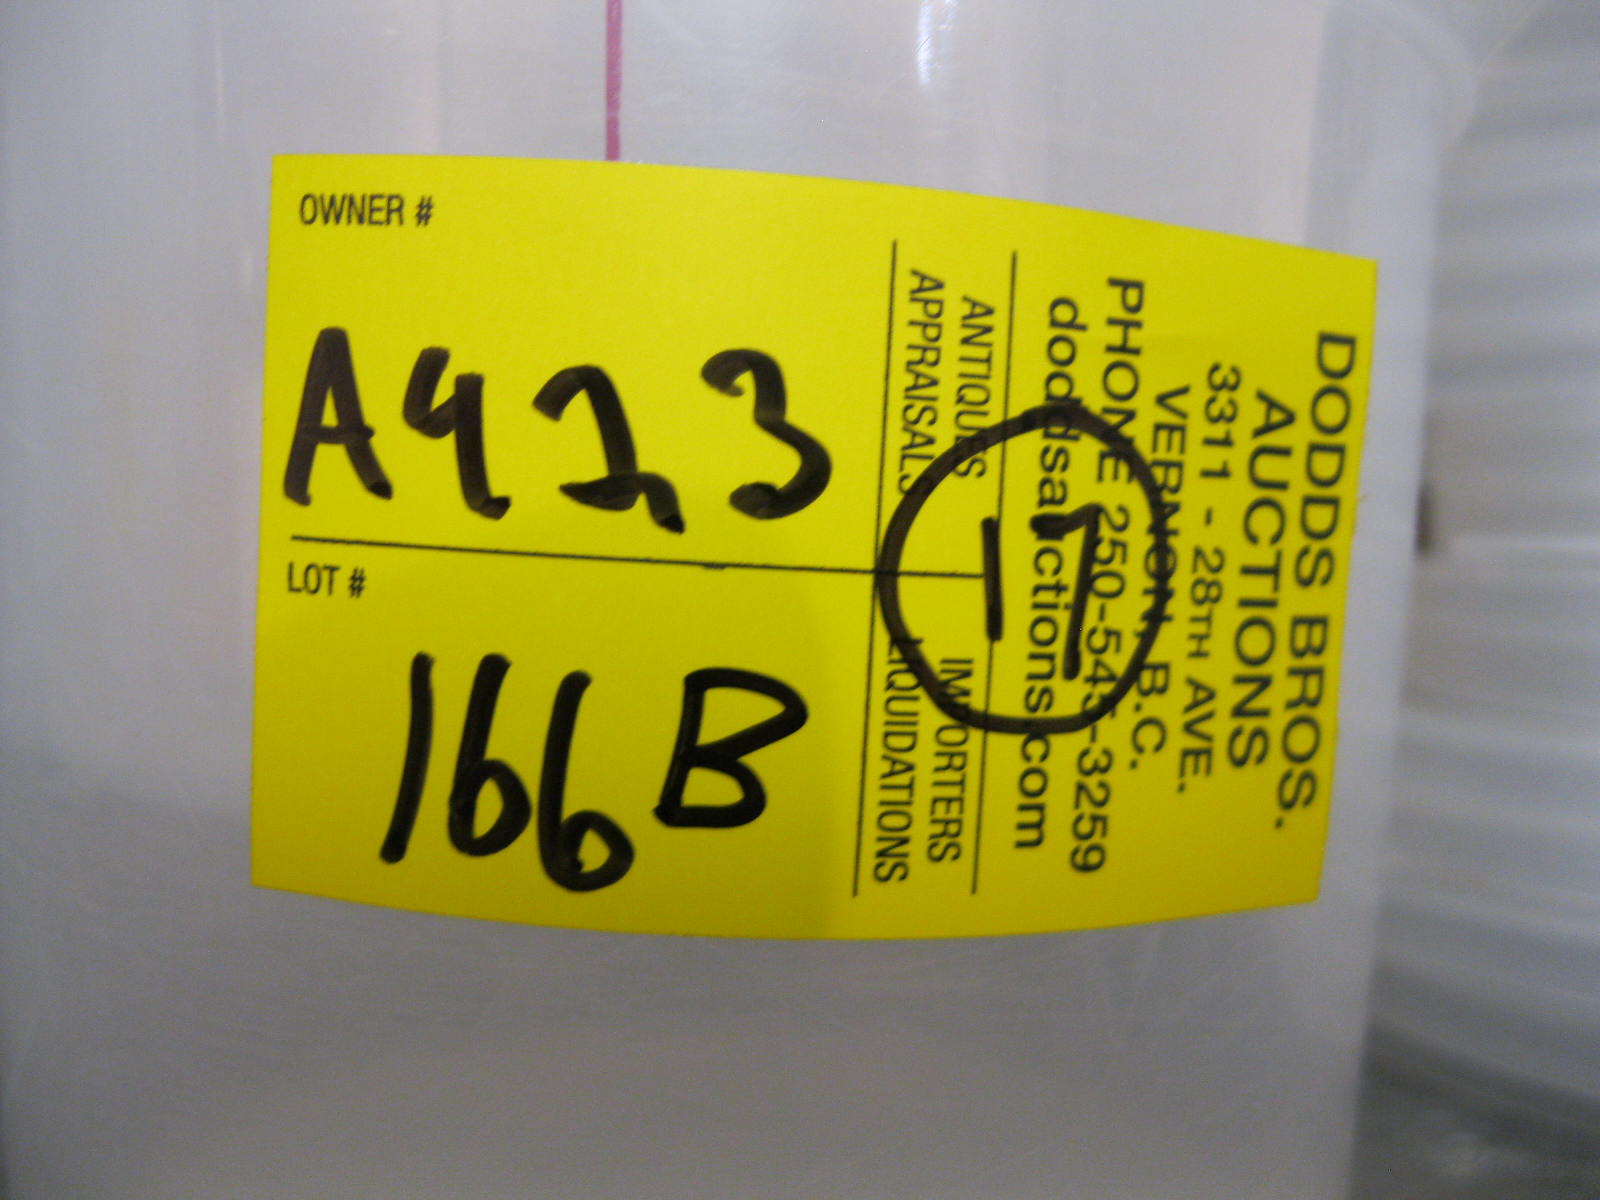 DODDS BROS.
AUCTIONS
3311 - 28TH AVE.
VERNON, B.C.
PHONE 250-545-3259
doddsauctions.com
ANTIQUES IMPORTERS
APPRAISALS LIQUIDATIONS
17
OWNER #
A923
LOT #
166B